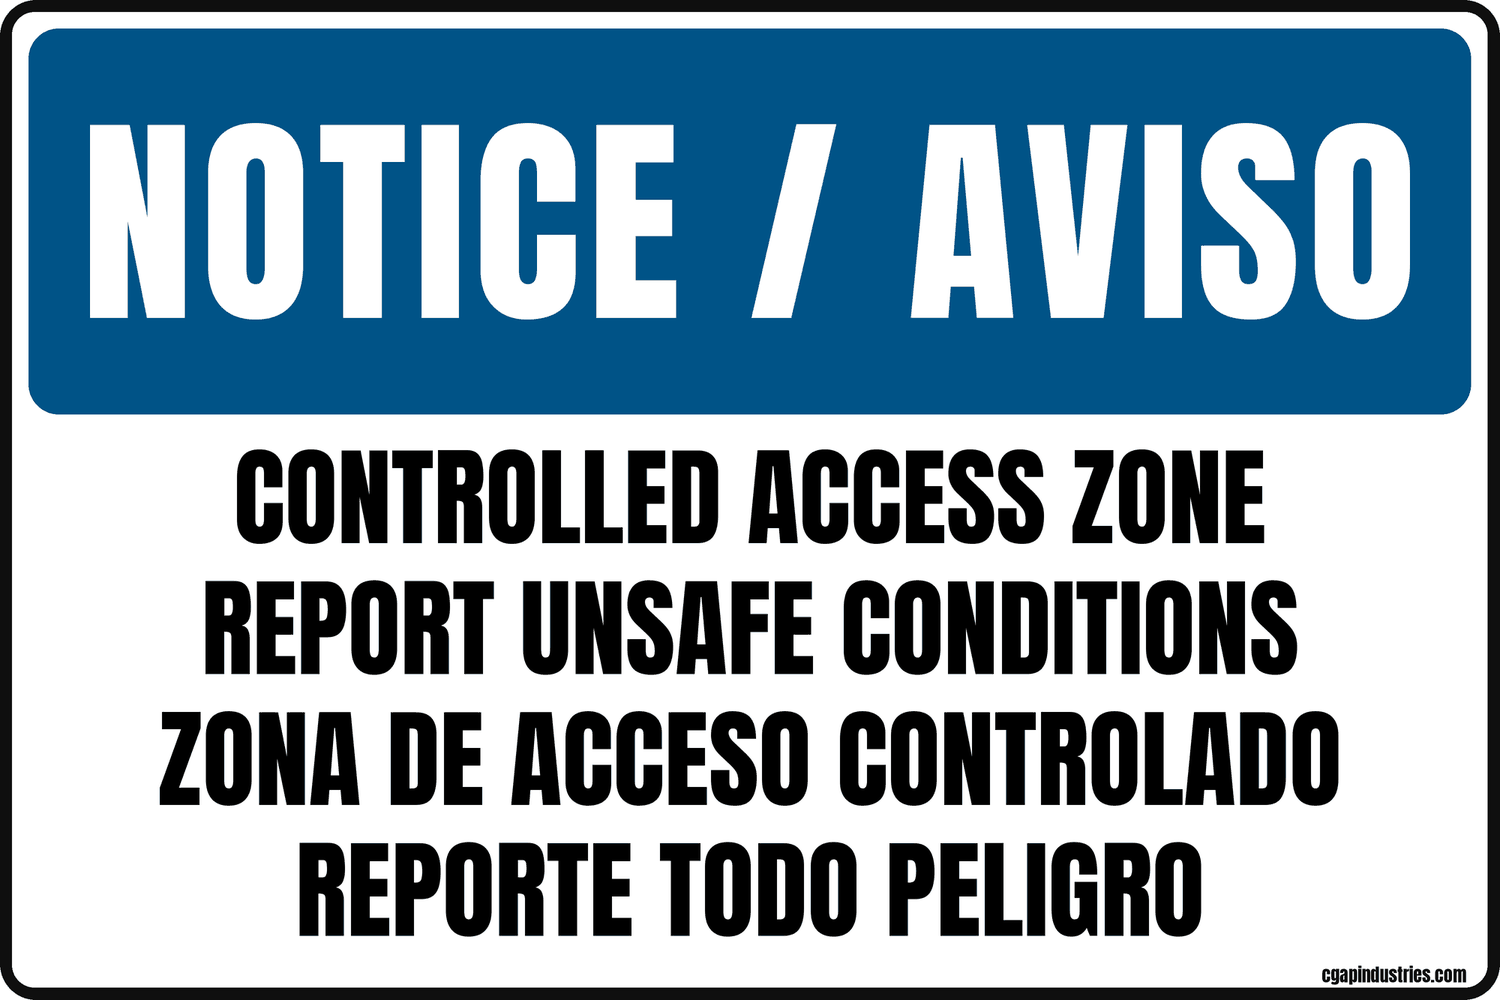 NOTICE / AVISO
CONTROLLED ACCESS ZONE
REPORT UNSAFE CONDITIONS
ZONA DE ACCESO CONTROLADO
REPORTE TODO PELIGRO
cgapindustries.com